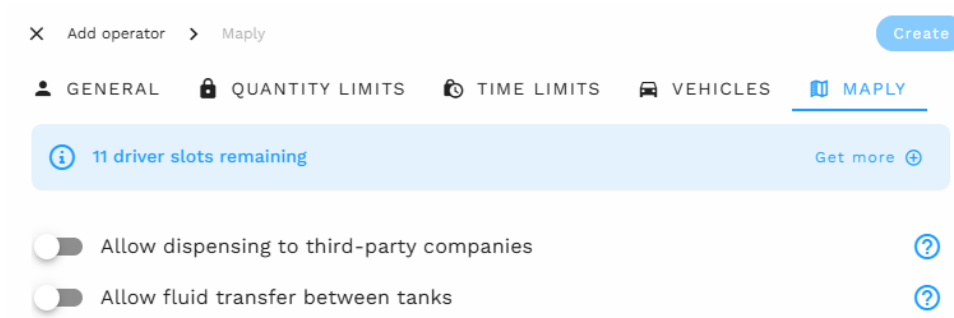 Add operator > Maply Create
GENERAL QUANTITY LIMITS TIME LIMITS VEHICLES MAPLY
11 driver slots remaining Get more
Allow dispensing to third-party companies
Allow fluid transfer between tanks